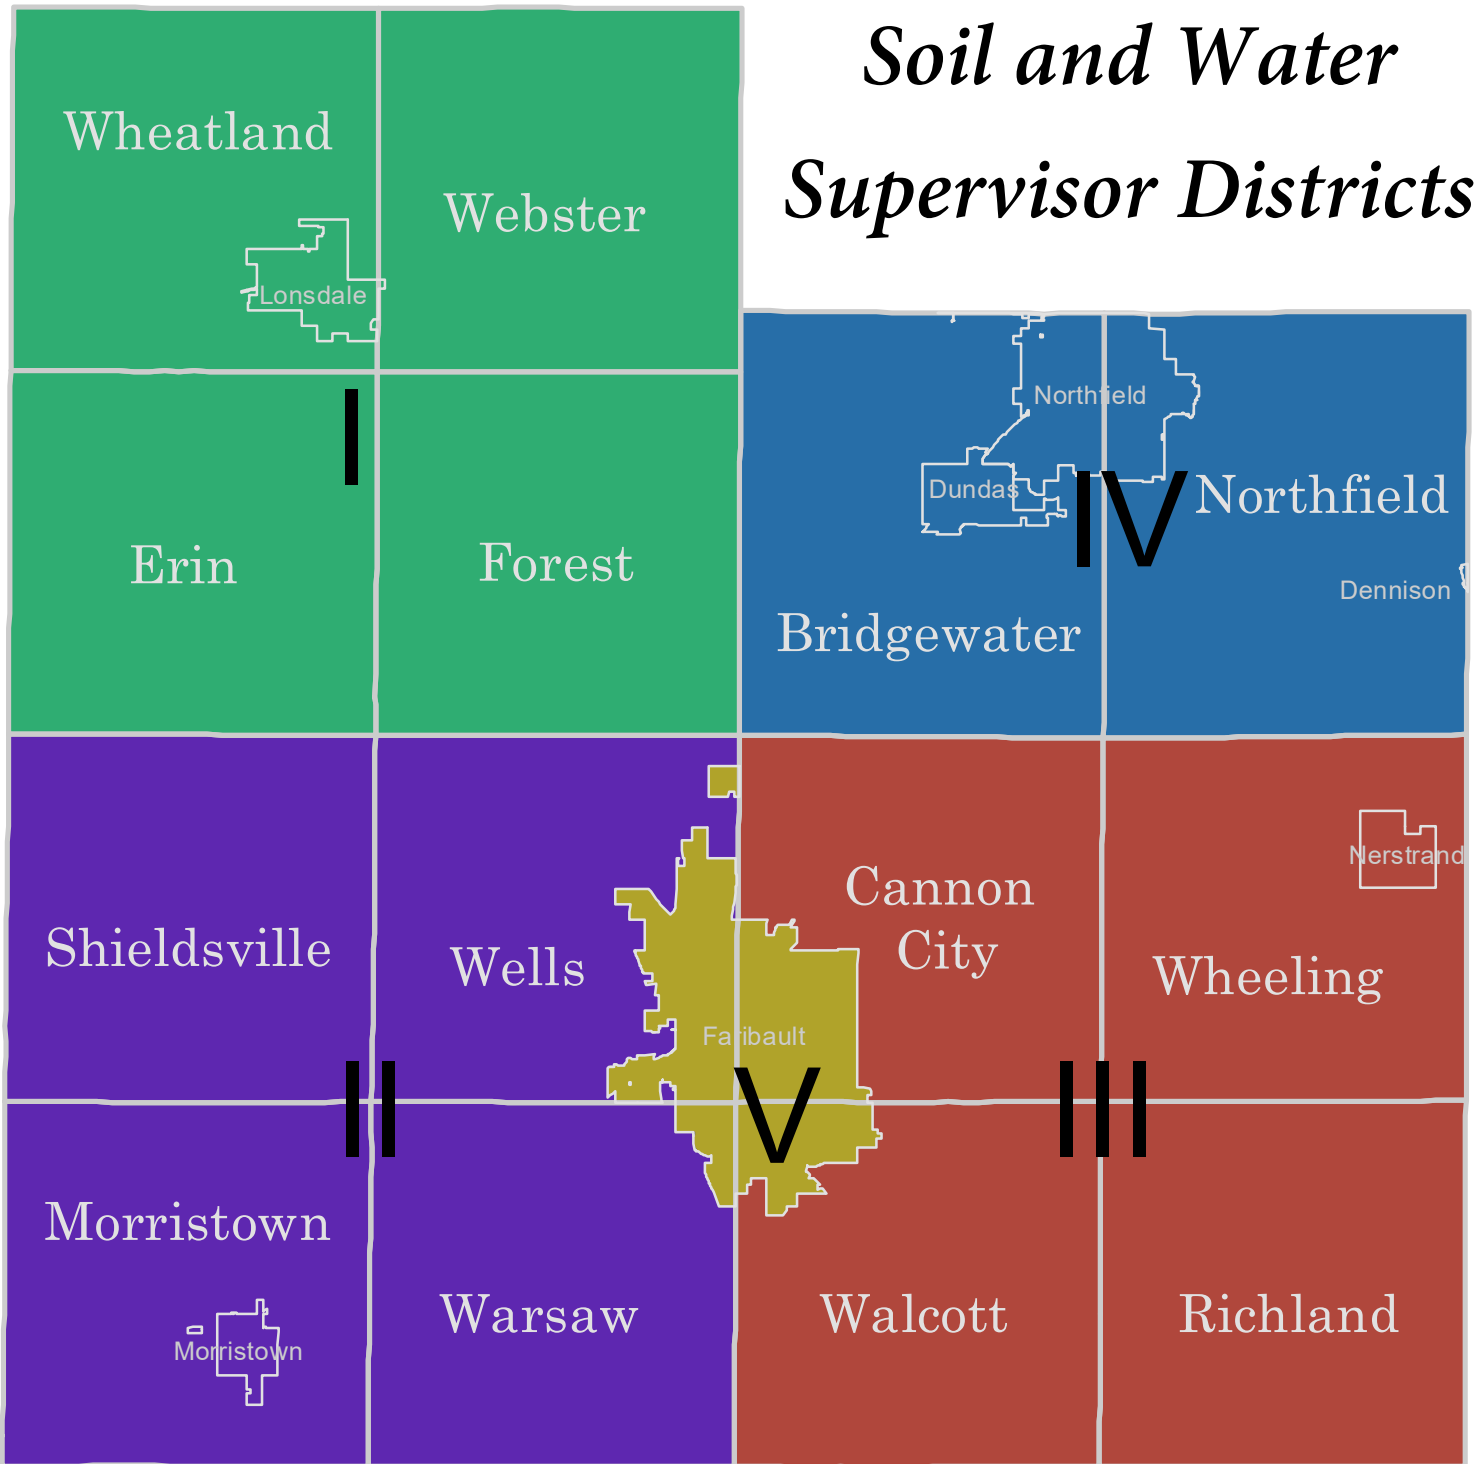 Soil and Water
Supervisor Districts
Wheatland
Webster
Lonsdale
I
Erin
Forest
Northfield
Dundas
IV
Northfield
Dennison
Bridgewater
Nerstrand
Cannon
City
Shieldsville
Wells
Wheeling
Faribault
II
V
III
Morristown
Warsaw
Walcott
Richland
Morristown